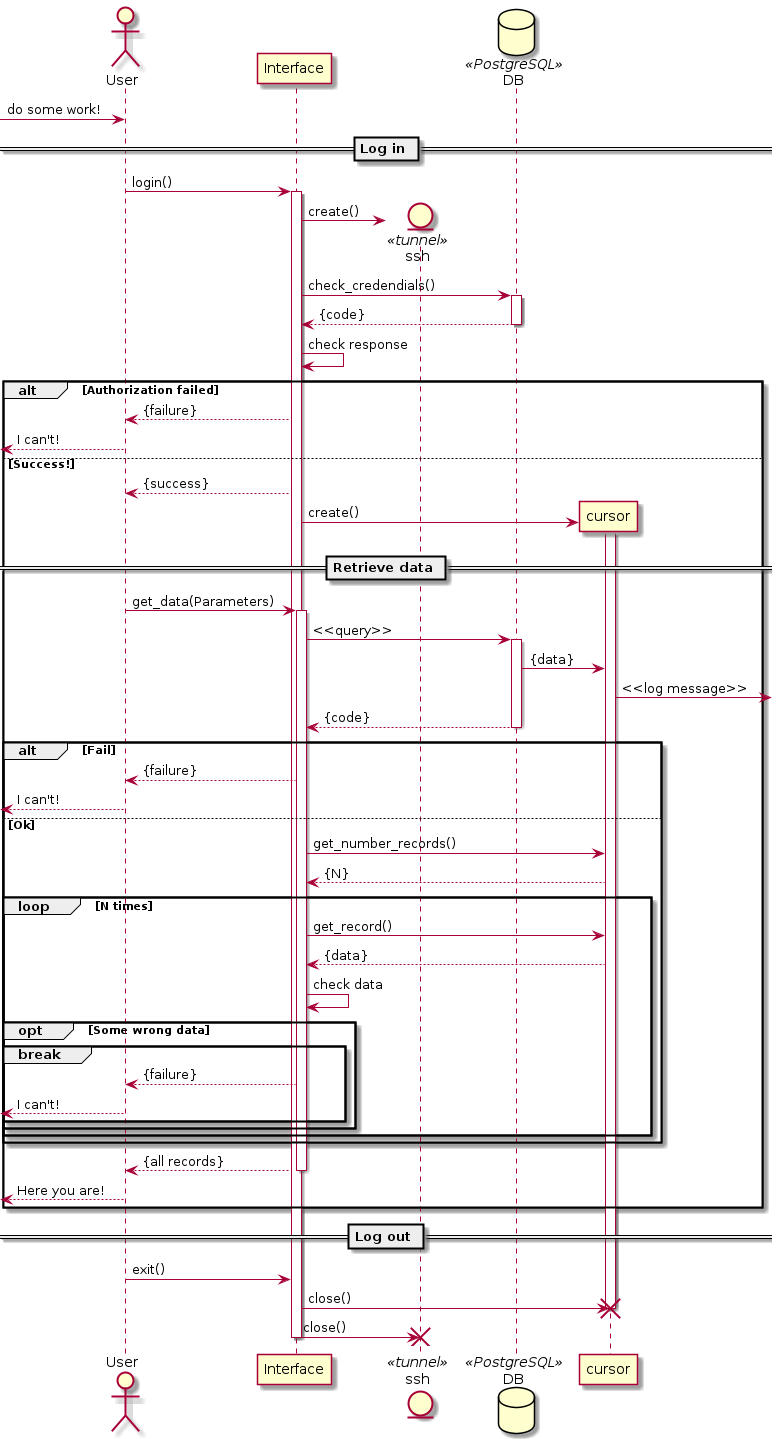 User
Interface
«PostgreSQL»
DB
do some work!
Log in
login()
create()
«tunnel»
ssh
check_credendials()
{code}
check response
alt [Authorization failed]
{failure}
I can't!
[Success!]
{success}
create()
cursor
Retrieve data
get_data(Parameters)
<<query>>
{data}
<<log message>>
{code}
alt [Fail]
{failure}
I can't!
[Ok]
get_number_records()
{N}
loop [N times]
get_record()
{data}
check data
opt [Some wrong data]
break
{failure}
I can't!
{all records}
Here you are!
Log out
exit()
close()
close()
User
Interface
«tunnel»
ssh
«PostgreSQL»
DB
cursor